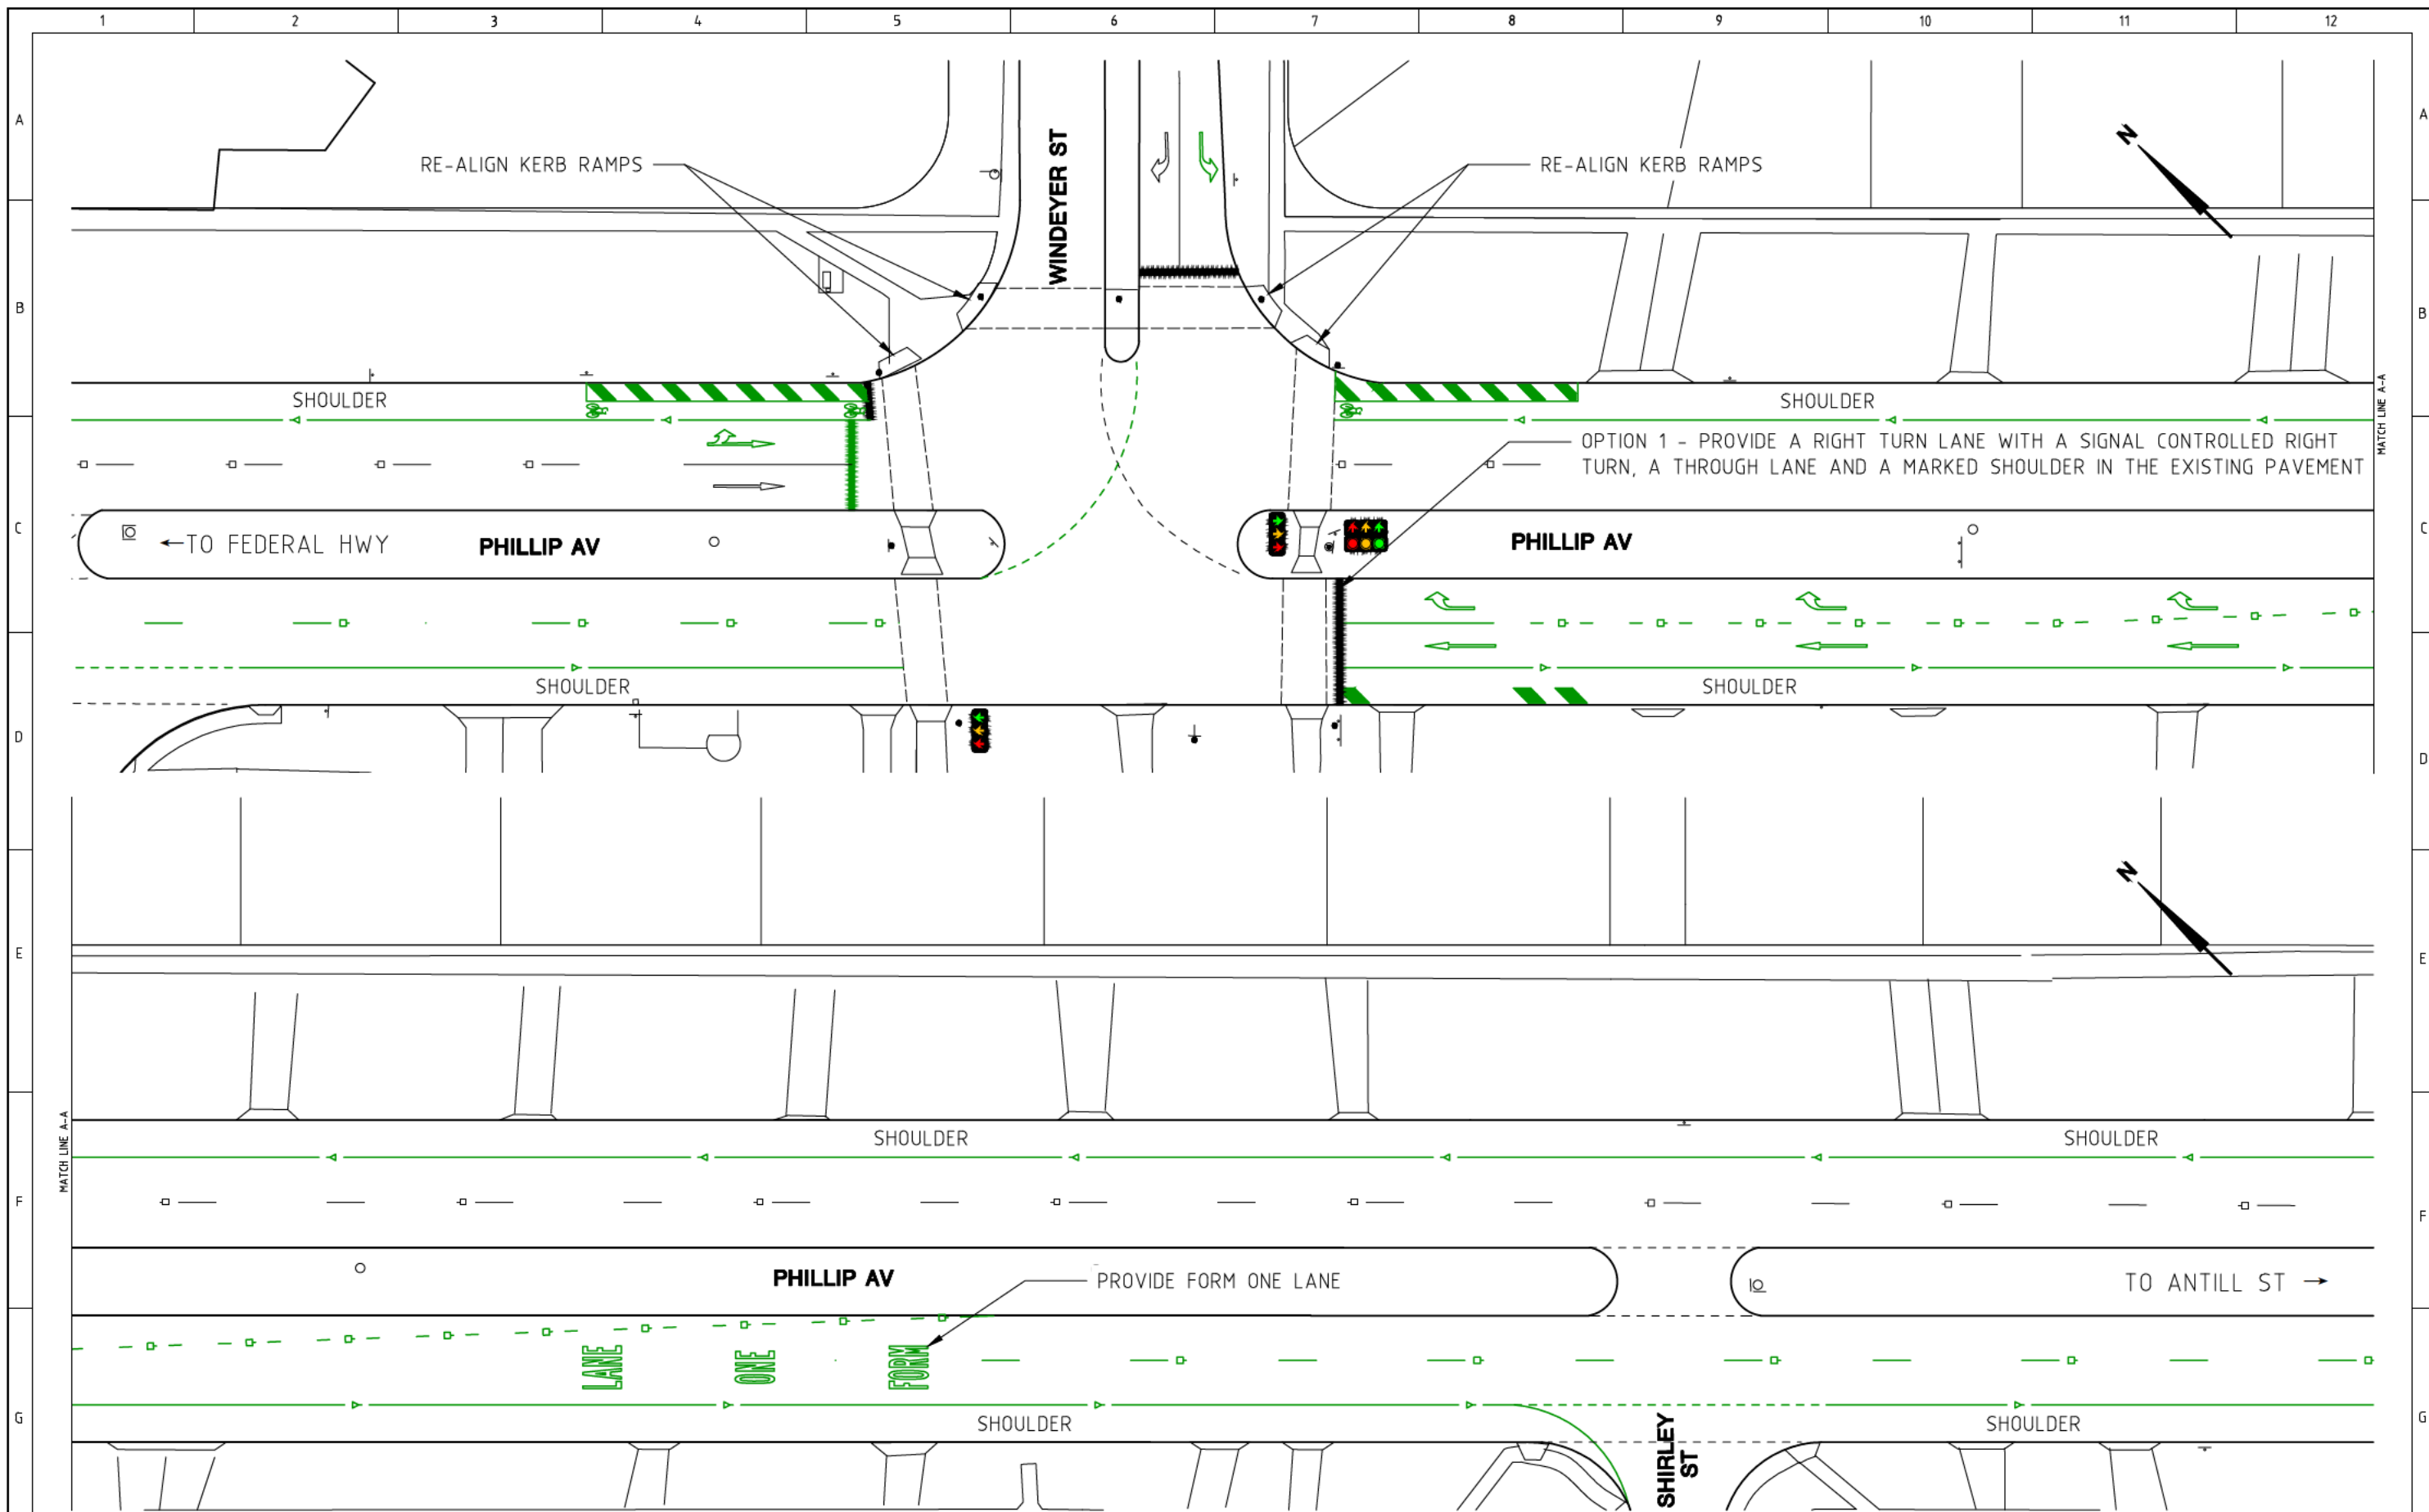 1 2 3 4 5 6 7 8 9 10 11 12
A A
N
WINDEYER ST
RE-ALIGN KERB RAMPS
RE-ALIGN KERB RAMPS
B B
SHOULDER
SHOULDER
MATCH LINE A-A
OPTION 1 - PROVIDE A RIGHT TURN LANE WITH A SIGNAL CONTROLLED RIGHT
TURN, A THROUGH LANE AND A MARKED SHOULDER IN THE EXISTING PAVEMENT
C C
←TO FEDERAL HWY
PHILLIP AV
PHILLIP AV
SHOULDER
SHOULDER
D D
N
E E
MATCH LINE A-A
SHOULDER
SHOULDER
F F
PHILLIP AV
PROVIDE FORM ONE LANE
TO ANTILL ST →
LANE
ONE
FORM
G G
SHOULDER
SHIRLEY
ST
SHOULDER